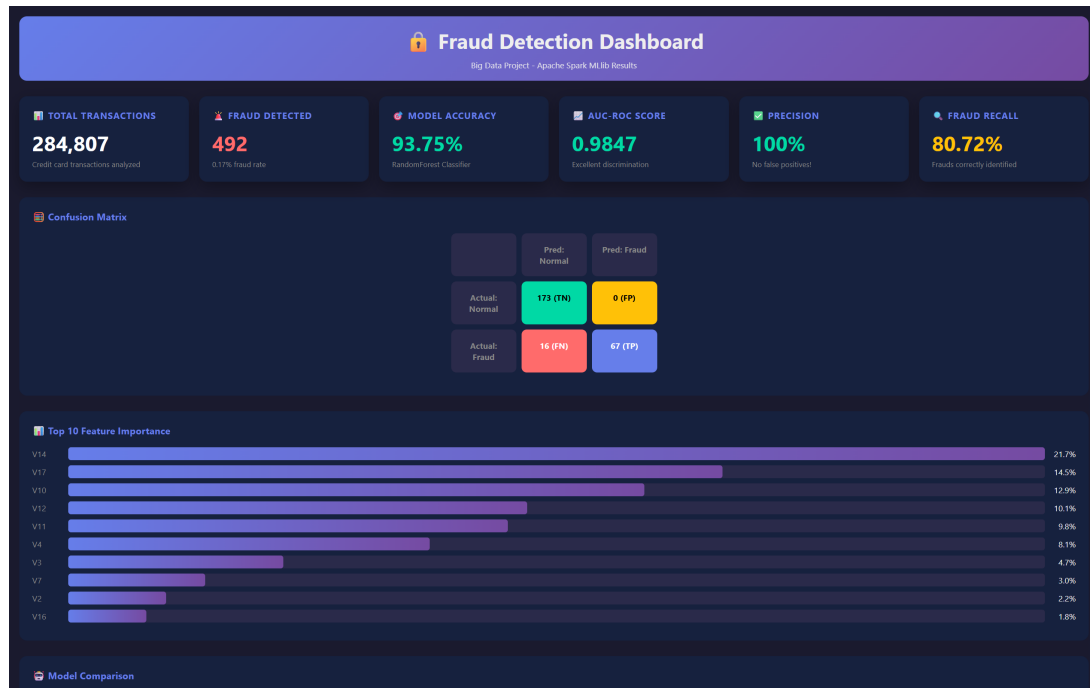 Fraud Detection Dashboard
Big Data Project - Apache Spark MLlib Results
TOTAL TRANSACTIONS
284,807
Credit card transactions analyzed
FRAUD DETECTED
492
0.17% fraud rate
MODEL ACCURACY
93.75%
RandomForest Classifier
AUC-ROC SCORE
0.9847
Excellent discrimination
PRECISION
100%
No false positives!
FRAUD RECALL
80.72%
Frauds correctly identified
Confusion Matrix
Pred:
Normal
Pred: Fraud
Actual:
Normal
173 (TN)
0 (FP)
Actual:
Fraud
16 (FN)
67 (TP)
Top 10 Feature Importance
V14 21.7%
V17 14.5%
V10 12.9%
V12 10.1%
V11 9.8%
V4 8.1%
V3 4.7%
V7 3.0%
V2 2.2%
V16 1.8%
Model Comparison